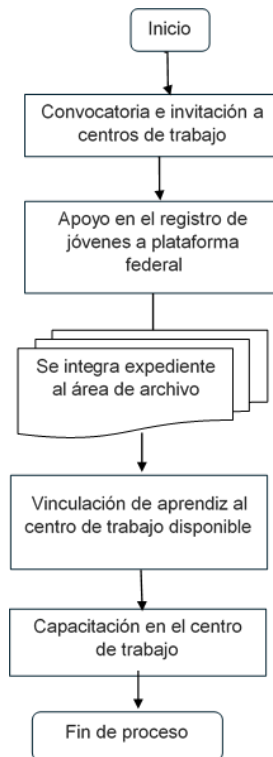 Inicio
Convocatoria e invitación a
centros de trabajo
Apoyo en el registro de
jóvenes a plataforma
federal
Se integra expediente
al área de archivo
Vinculación de aprendiz al
centro de trabajo disponible
Capacitación en el centro
de trabajo
Fin de proceso